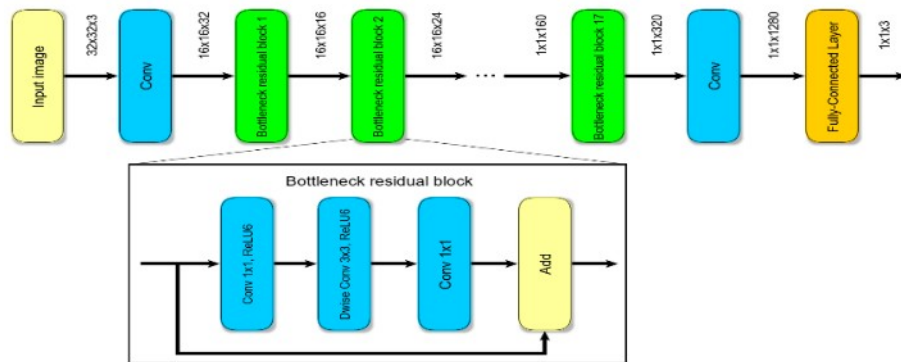 Input image
32x32x3
Conv
16x16x32
Bottleneck residual block 1
16x16x16
Bottleneck residual block 2
16x16x24
....
1x1x160
Bottleneck residual block 17
1x1x320
Conv
1x1x1280
Fully-Connected Layer
1x1x3
Bottleneck residual block
Conv 1x1, ReLU6
Dwise Conv 3x3, ReLU6
Conv 1x1
Add